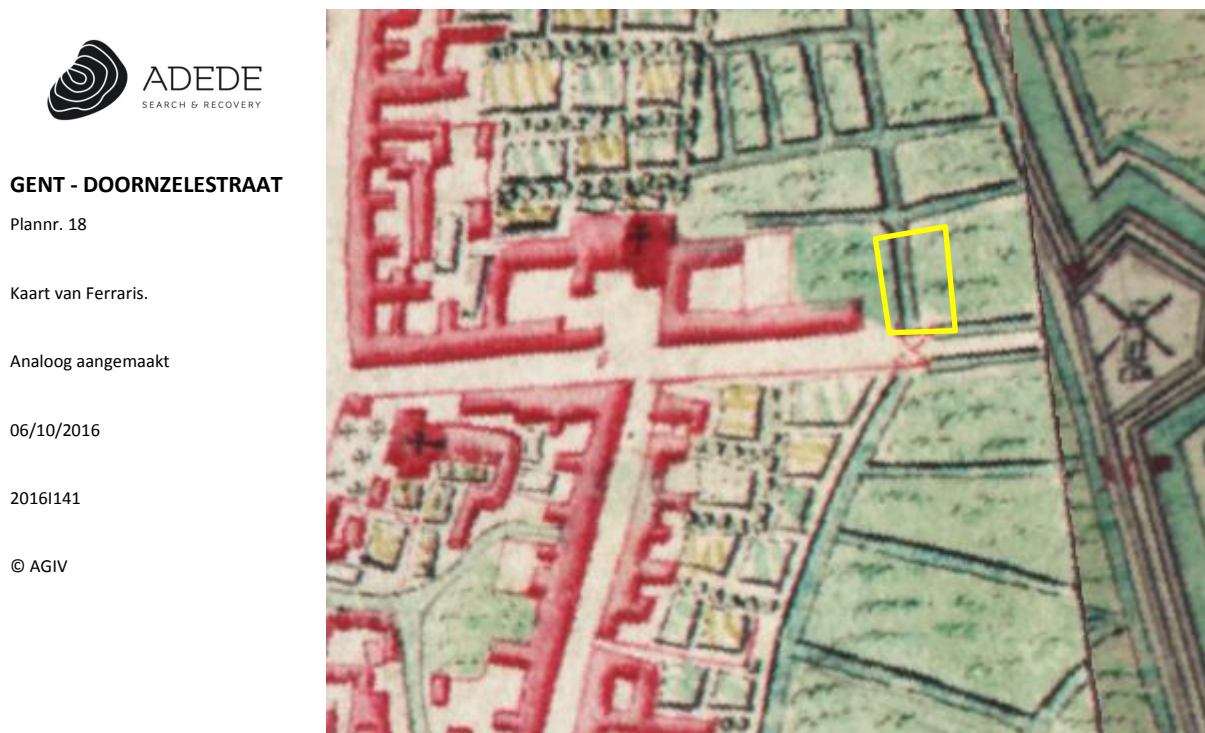 ADEDE
SEARCH & RECOVERY
GENT - DOORNZELESTRAAT
Plannr. 18
Kaart van Ferraris.
Analoog aangemaakt
06/10/2016
2016I141
© AGIV